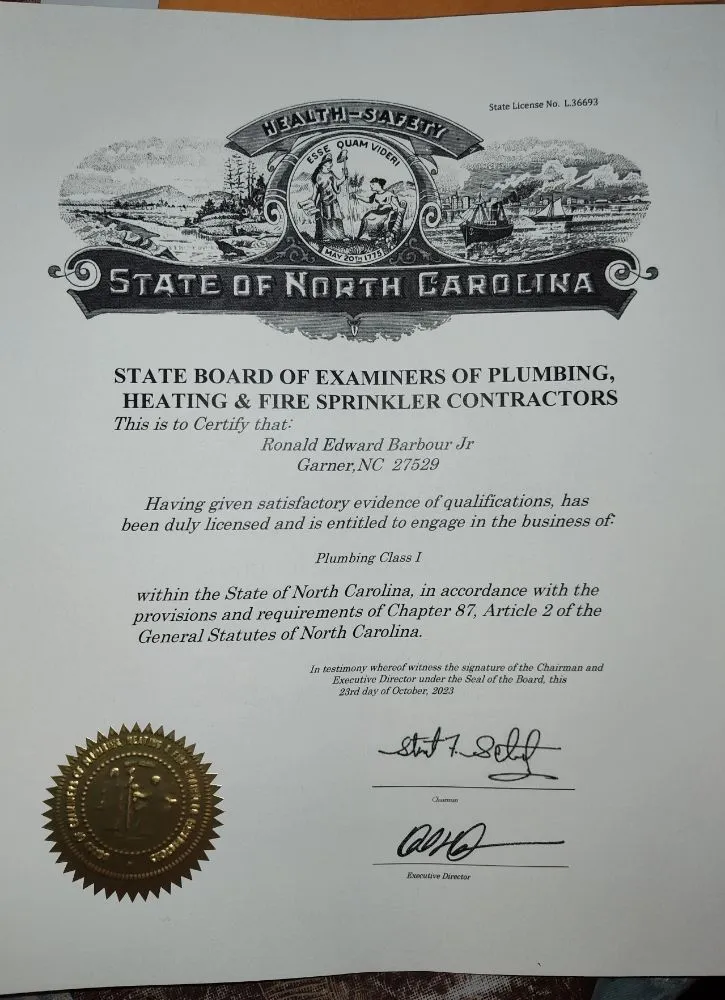 State License No. L.36693
HEALTH-SAFETY
ESSE QUAM VIDERI
MAY 20TH 1775
STATE OF NORTH CAROLINA
STATE BOARD OF EXAMINERS OF PLUMBING,
HEATING & FIRE SPRINKLER CONTRACTORS
This is to Certify that:
Ronald Edward Barbour Jr
Garner,NC 27529
Having given satisfactory evidence of qualifications, has
been duly licensed and is entitled to engage in the business of:
Plumbing Class I
within the State of North Carolina, in accordance with the
provisions and requirements of Chapter 87, Article 2 of the
General Statutes of North Carolina.
In testimony whereof witness the signature of the Chairman and
Executive Director under the Seal of the Board, this
23rd day of October, 2023
Chairman
Executive Director